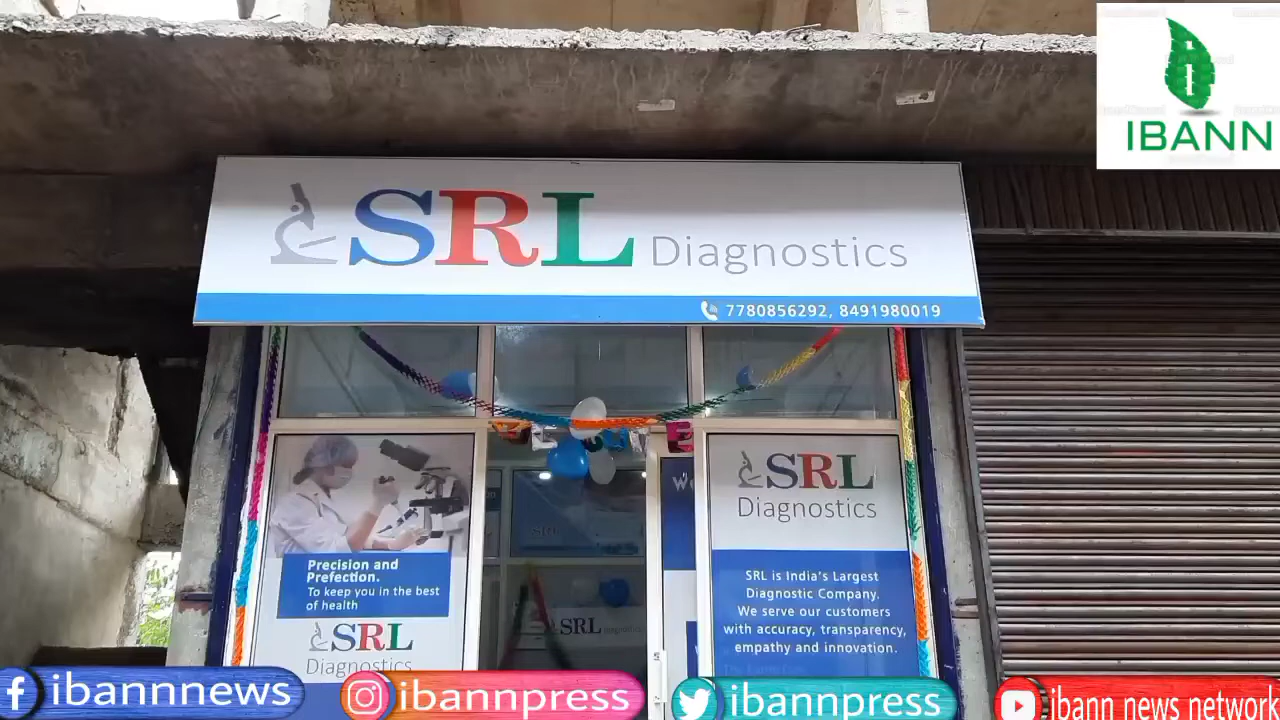 IBANN
SRL Diagnostics
7780856292, 8491980019
SRL
Diagnostics
Precision and
Prefection.
To keep you in the best
of health
SRL
Diagnostics
SRL is India's Largest
Diagnostic Company.
We serve our customers
with accuracy, transparency,
empathy and innovation.
SRL
ibannnews
ibannpress
ibannpress
ibann news network